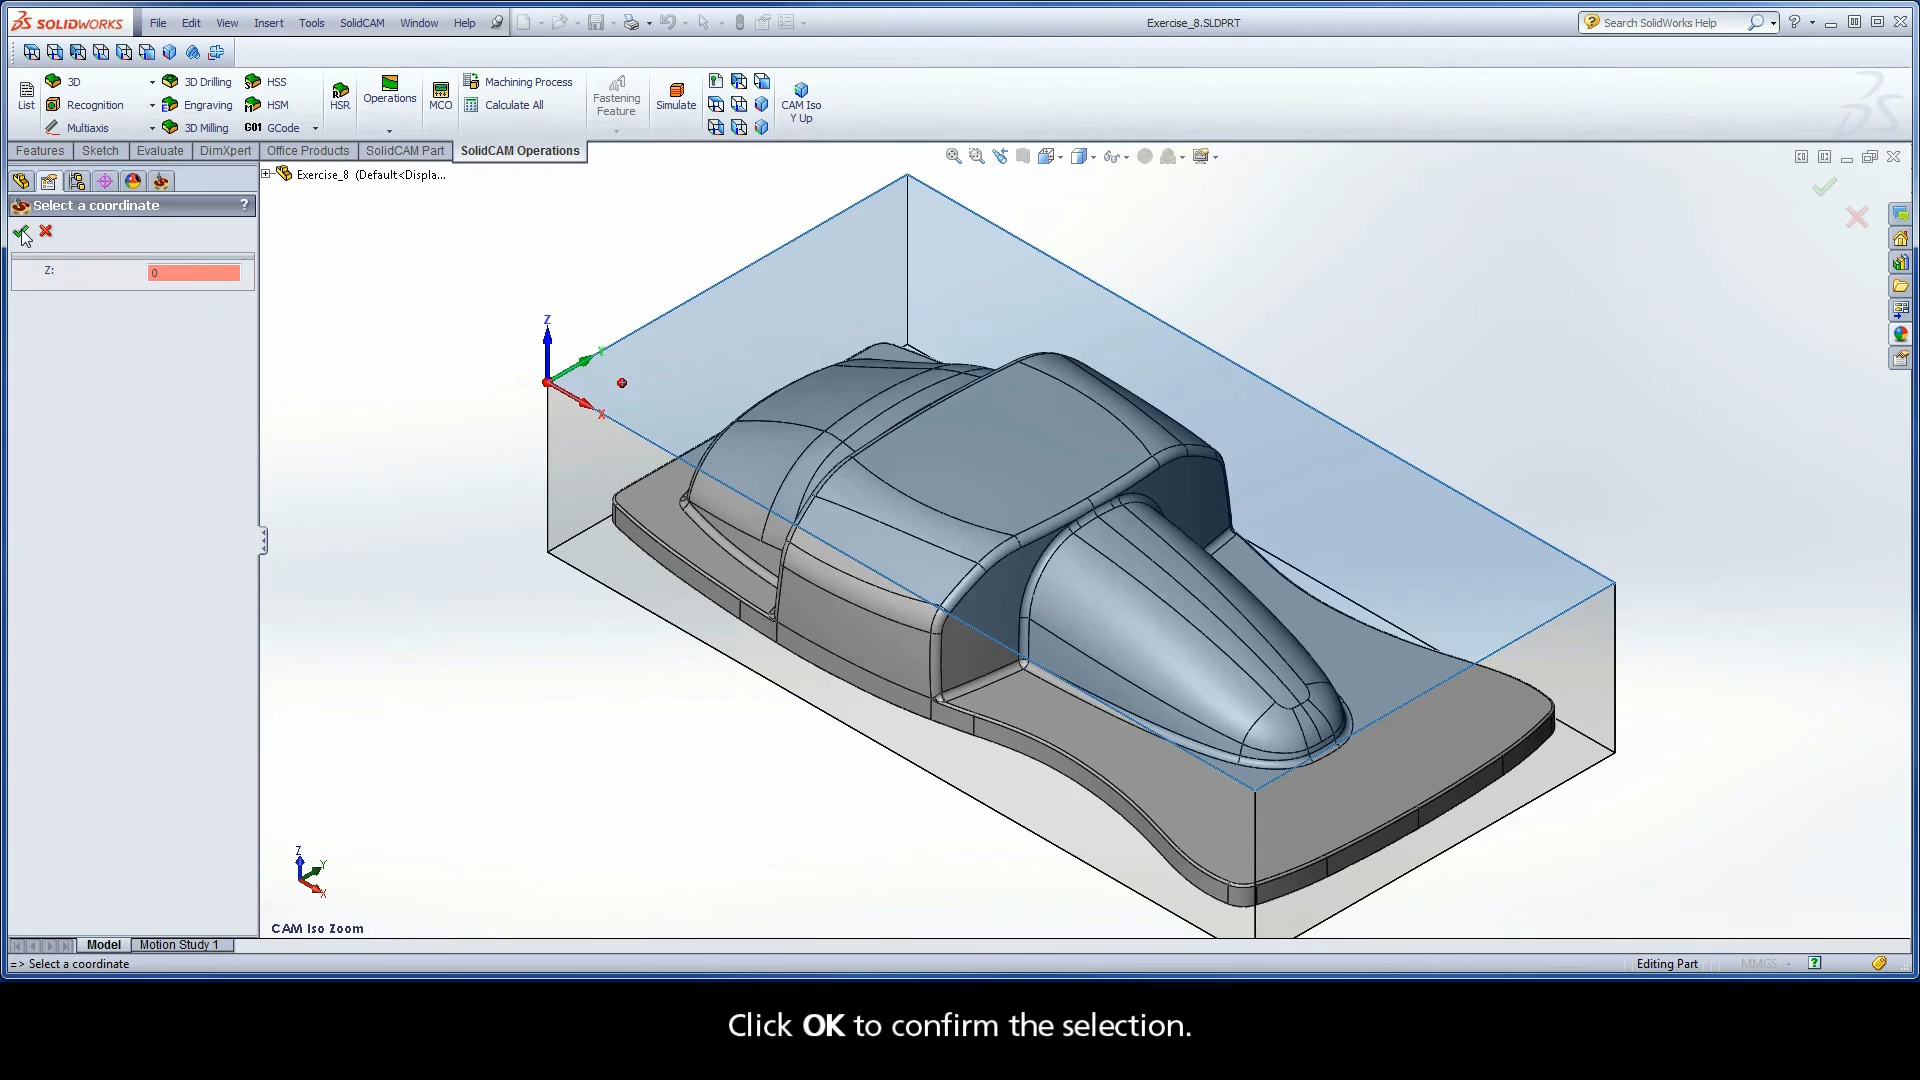 SOLIDWORKS File Edit View Insert Tools SolidCAM Window Help Exercise_8.SLDPRT Search SolidWorks Help
List 3D 3D Drilling HSS HSR Operations MCO Machining Process Fastening Feature Simulate CAM Iso Y Up
Recognition Engraving HSM Calculate All
Multiaxis 3D Milling G01 GCode
Features Sketch Evaluate DimXpert Office Products SolidCAM Part SolidCAM Operations
Exercise_8 (Default<Displa...
Select a coordinate ?
Z: 0
Z
Y
X
Z
Y
X
CAM Iso Zoom
Model Motion Study 1
=> Select a coordinate Editing Part MMGS
Click OK to confirm the selection.